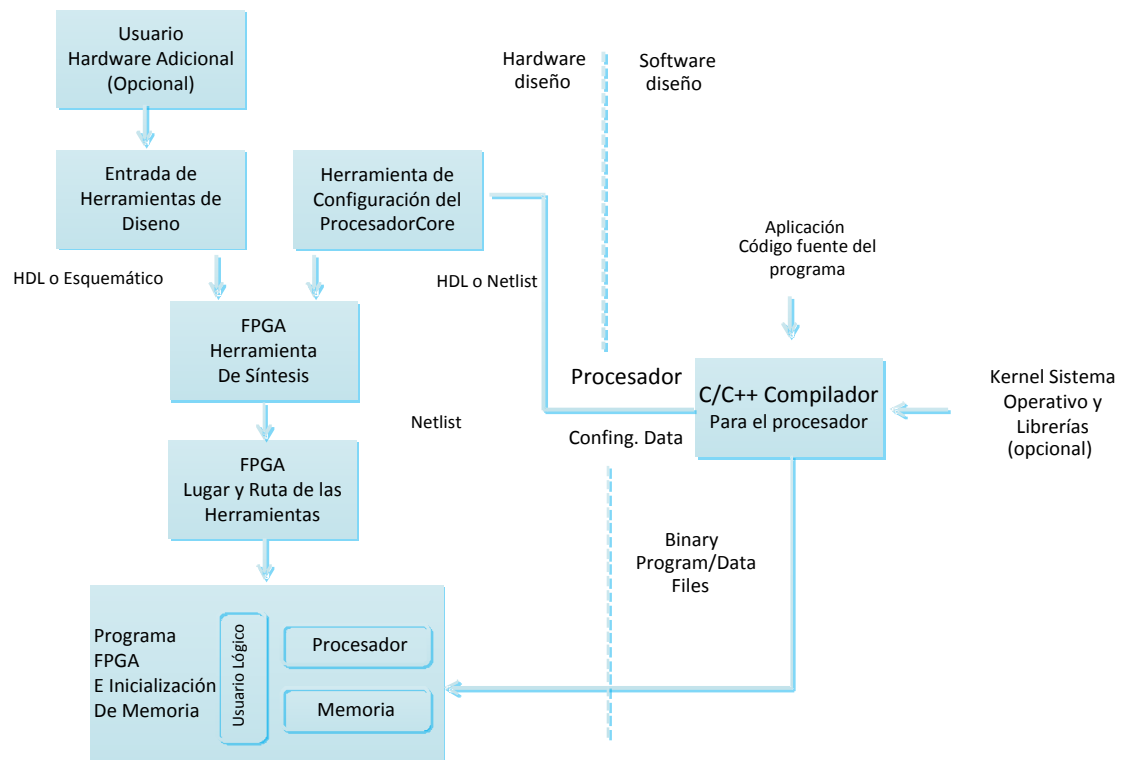 Usuario
Hardware Adicional
(Opcional)
Hardware
diseño
Software
diseño
Entrada de
Herramientas de
Diseno
Herramienta de
Configuración del
ProcesadorCore
Aplicación
Código fuente del
programa
HDL o Esquemático
HDL o Netlist
FPGA
Herramienta
De Síntesis
Procesador
Confing. Data
C/C++ Compilador
Para el procesador
Kernel Sistema
Operativo y
Librerías
(opcional)
Netlist
FPGA
Lugar y Ruta de las
Herramientas
Binary
Program/Data
Files
Programa
FPGA
E Inicialización
De Memoria
Usuario Lógico
Procesador
Memoria